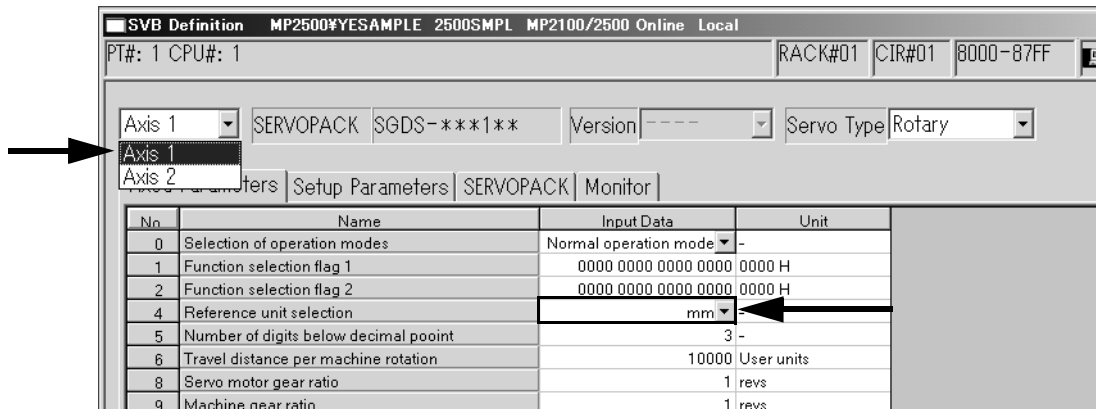 SVB Definition MP2500¥YESAMPLE 2500SMPL MP2100/2500 Online Local
PT#: 1 CPU#: 1 RACK#01 CIR#01 8000-87FF
Axis 1 SERVOPACK SGDS-***1** Version ---- Servo Type Rotary
Axis 1
Axis 2
Parameters Setup Parameters SERVOPACK Monitor
No Name Input Data Unit
0 Selection of operation modes Normal operation mode -
1 Function selection flag 1 0000 0000 0000 0000 0000 H
2 Function selection flag 2 0000 0000 0000 0000 0000 H
4 Reference unit selection mm -
5 Number of digits below decimal pooint 3 -
6 Travel distance per machine rotation 10000 User units
8 Servo motor gear ratio 1 revs
9 Machine gear ratio 1 revs